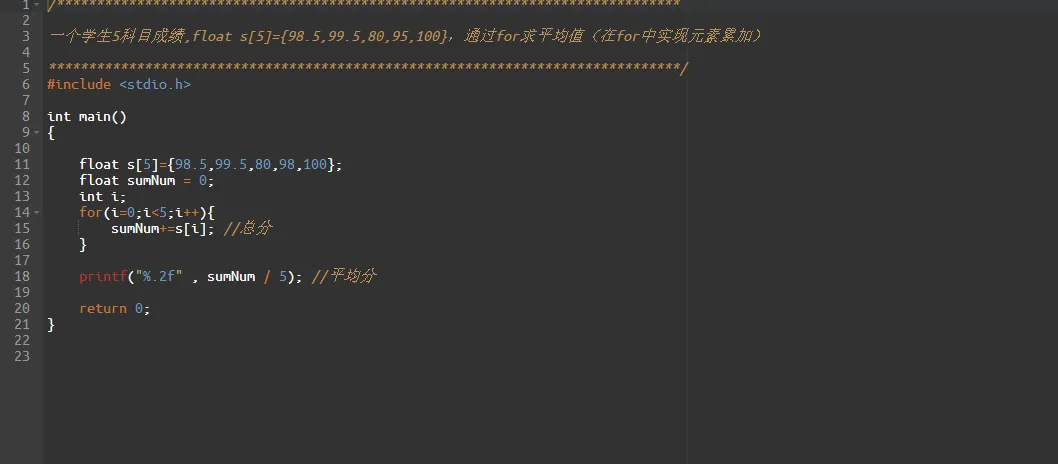 1 /******************************************************************************
2
3 一个学生5科目成绩,float s[5]={98.5,99.5,80,95,100}，通过for求平均值（在for中实现元素累加）
4
5 *******************************************************************************/
6 #include <stdio.h>
7
8 int main()
9 {
10
11     float s[5]={98.5,99.5,80,98,100};
12     float sumNum = 0;
13     int i;
14     for(i=0;i<5;i++){
15         sumNum+=s[i]; //总分
16     }
17
18     printf("%.2f" , sumNum / 5); //平均分
19
20     return 0;
21 }
22
23